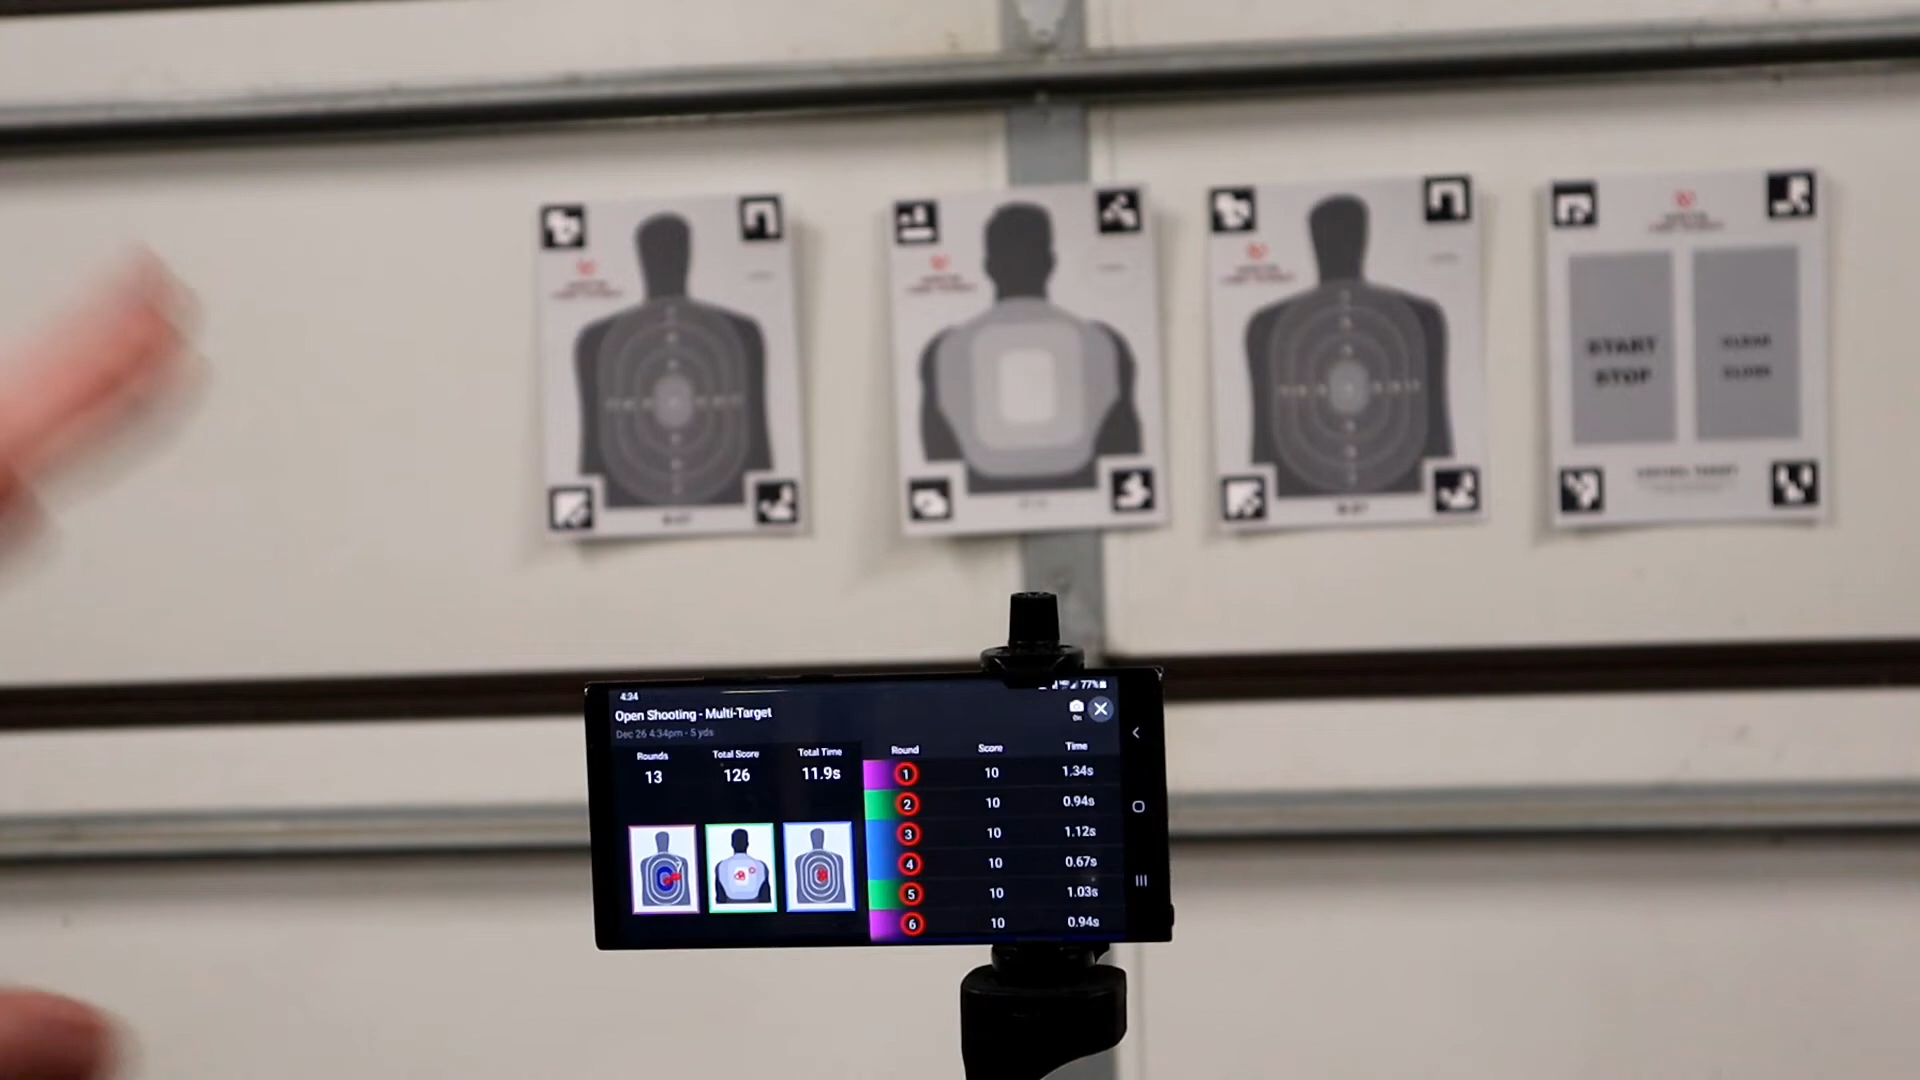 START
STOP
4:34
77%
Open Shooting - Multi-Target
Dec 26 4:34pm - 5 yds
Rounds
Total Score
Total Time
13
126
11.9s
Round
Score
Time
1
10
1.34s
2
10
0.94s
3
10
1.12s
4
10
0.67s
5
10
1.03s
6
10
0.94s